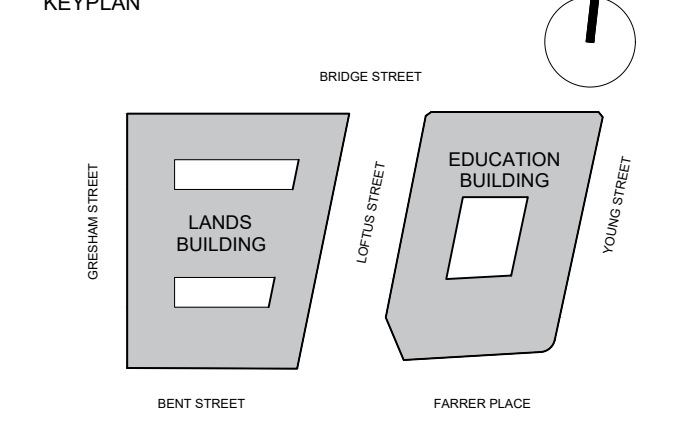 KEYPLAN
BRIDGE STREET
GRESHAM STREET
LANDS
BUILDING
LOFTUS STREET
EDUCATION
BUILDING
YOUNG STREET
BENT STREET
FARRER PLACE